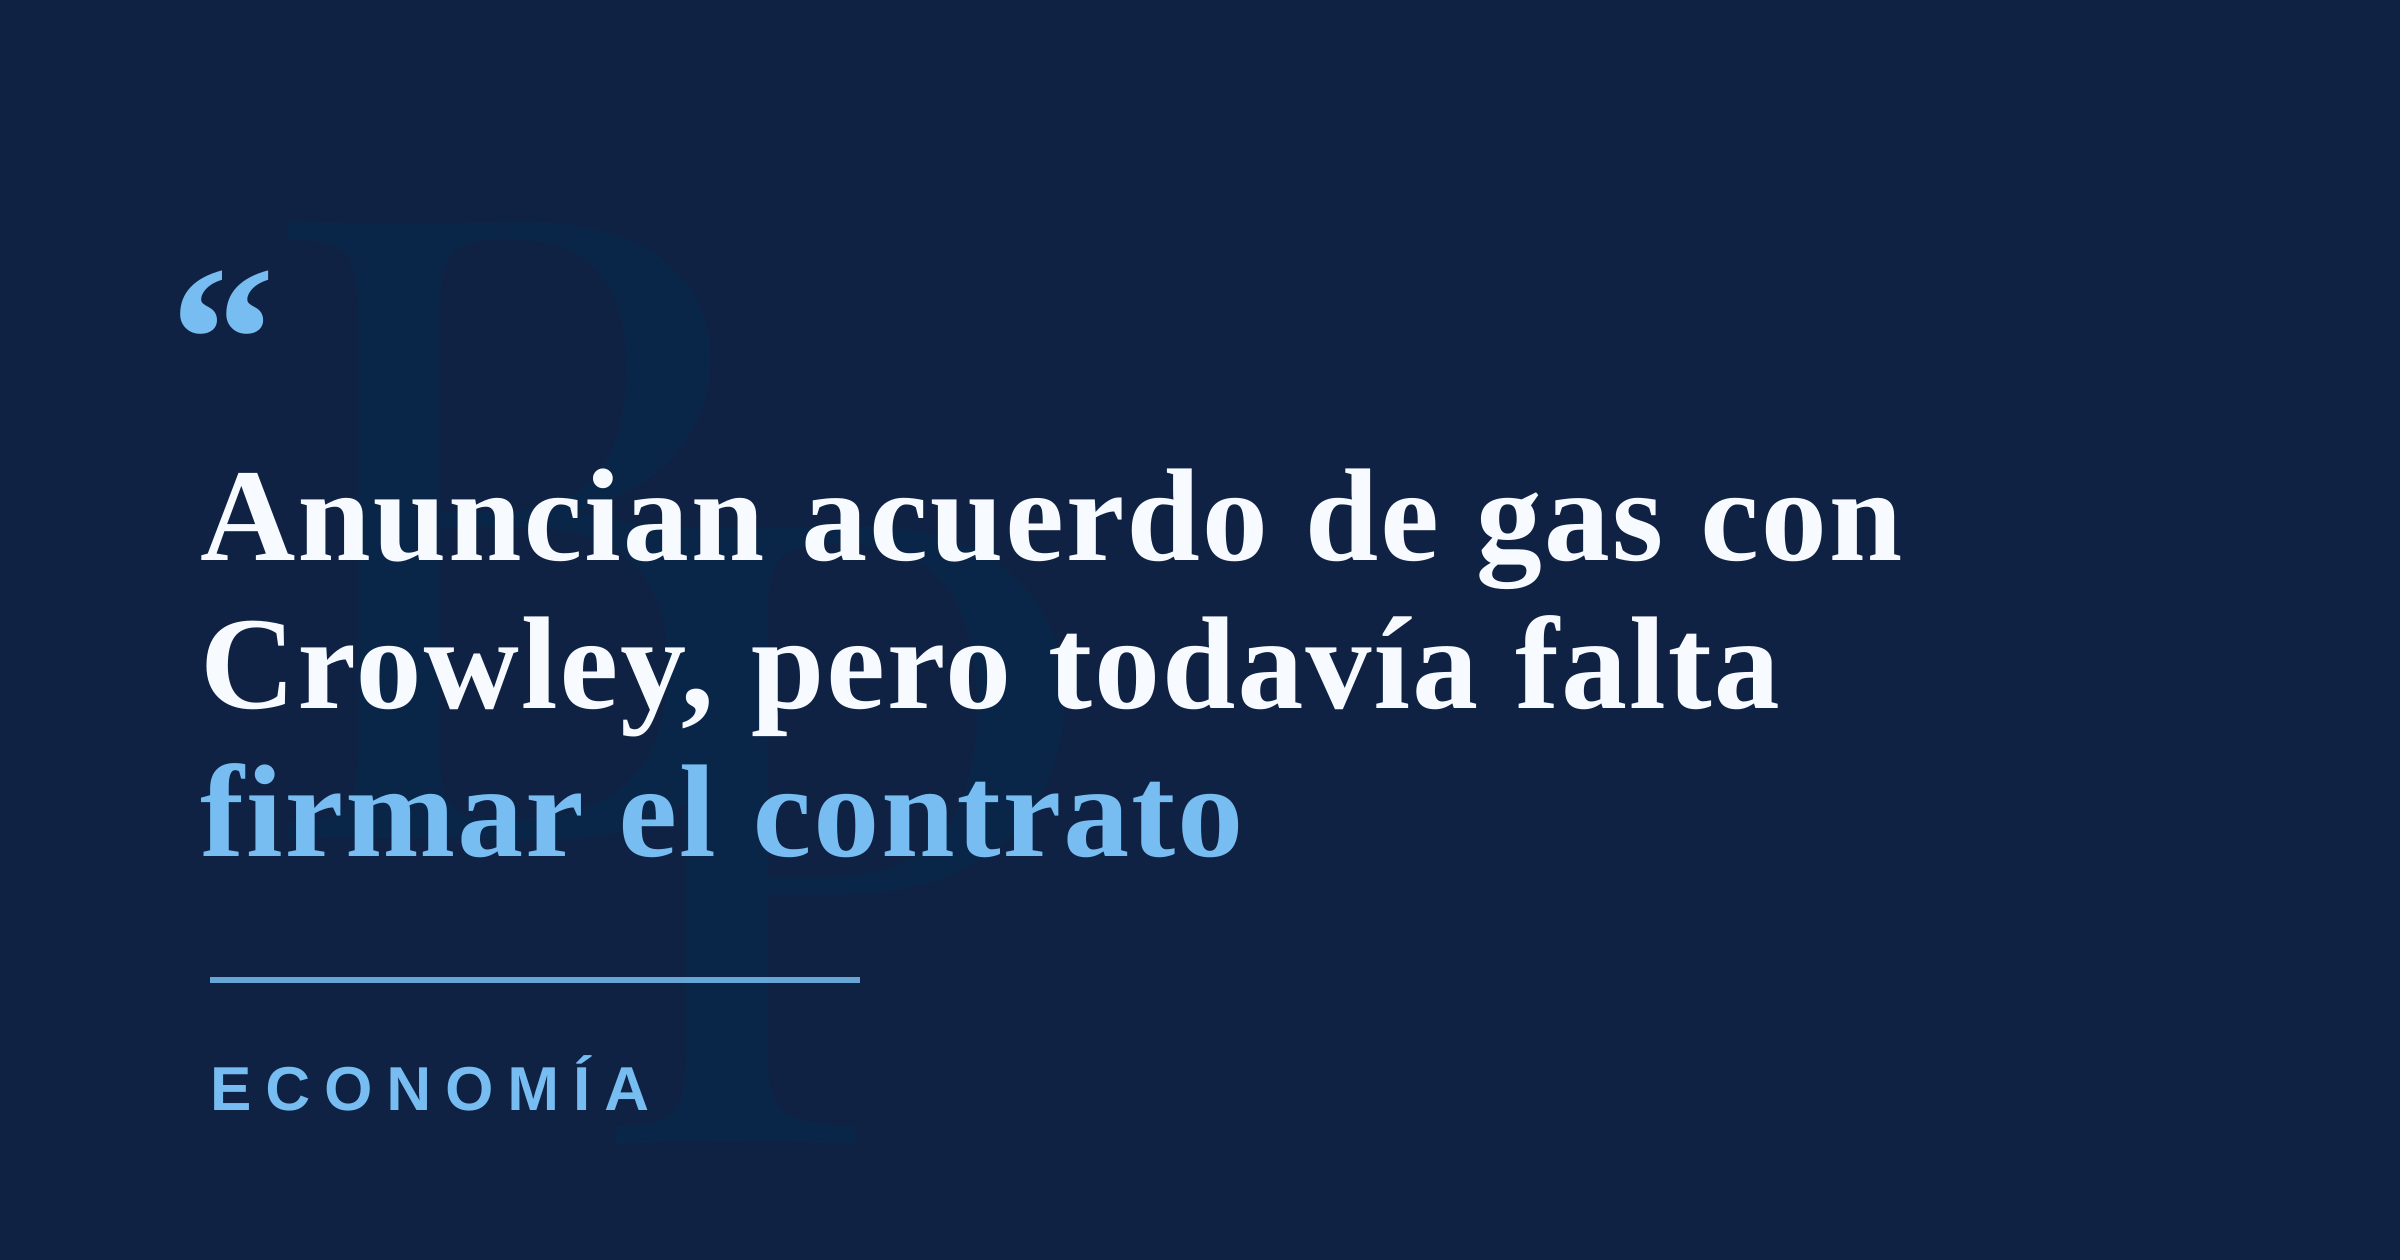 “
Anuncian acuerdo de gas con
Crowley, pero todavía falta
firmar el contrato
ECONOMÍA